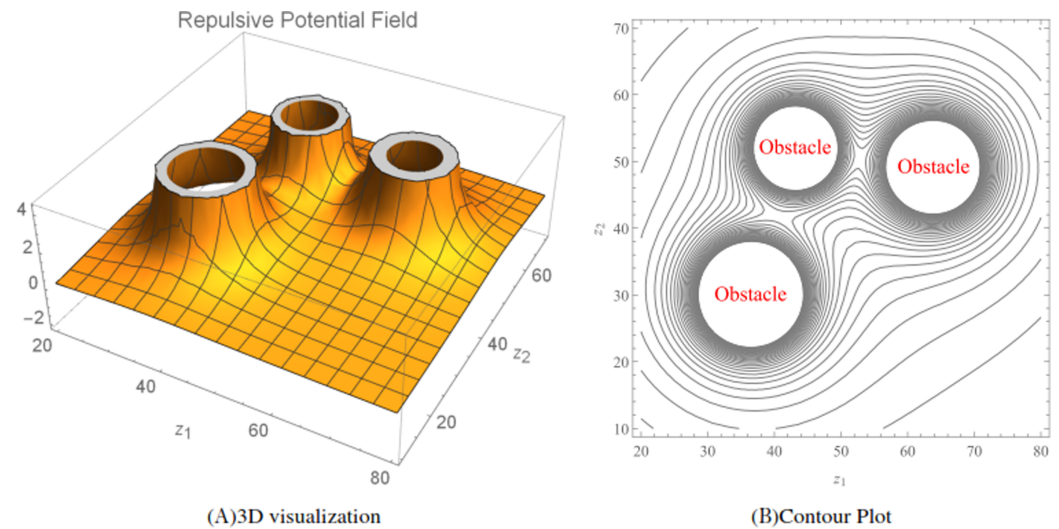 Repulsive Potential Field
4
2
0
−2
20
40
z1
60
80
20
40
z2
60
70
60
50
z2
40
30
20
10
20
30
40
50
60
70
80
z1
Obstacle
Obstacle
Obstacle
(A)3D visualization
(B)Contour Plot